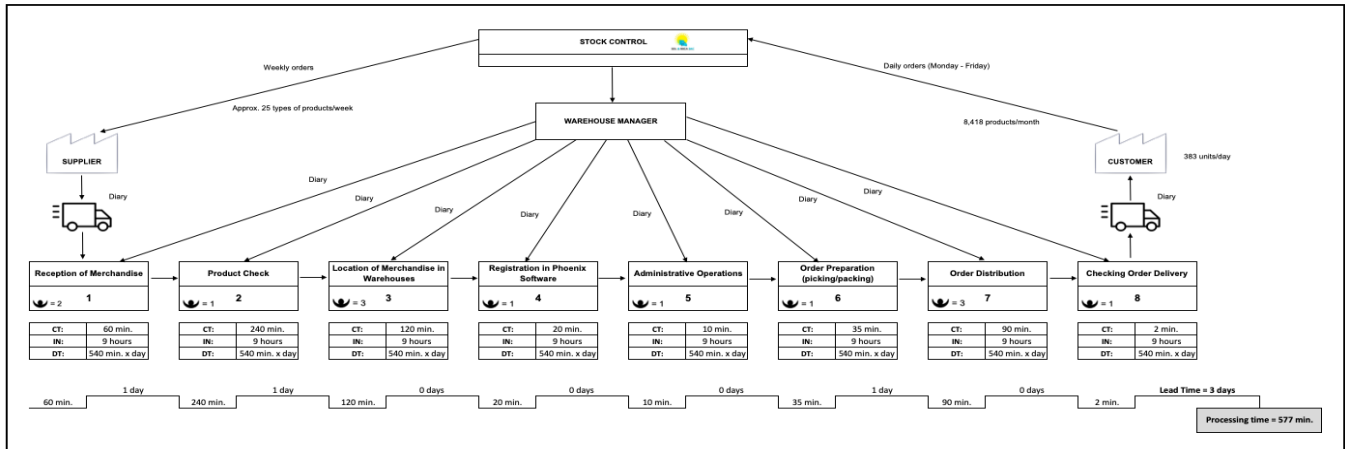 STOCK CONTROL
Weekly orders
Daily orders (Monday - Friday)
Approx. 25 types of products/week
WAREHOUSE MANAGER
8,418 products/month
SUPPLIER
CUSTOMER
383 units/day
Diary
Diary
Diary
Diary
Diary
Diary
Diary
Diary
Diary
Diary
Reception of Merchandise
1
= 2
Product Check
2
= 1
Location of Merchandise in
Warehouses
3
= 3
Registration in Phoenix
Software
4
= 1
Administrative Operations
5
= 1
Order Preparation
(picking/packing)
6
= 1
Order Distribution
7
= 3
Checking Order Delivery
8
= 1
CT: 60 min.
IN: 9 hours
DT: 540 min. x day
CT: 240 min.
IN: 9 hours
DT: 540 min. x day
CT: 120 min.
IN: 9 hours
DT: 540 min. x day
CT: 20 min.
IN: 9 hours
DT: 540 min. x day
CT: 10 min.
IN: 9 hours
DT: 540 min. x day
CT: 35 min.
IN: 9 hours
DT: 540 min. x day
CT: 90 min.
IN: 9 hours
DT: 540 min. x day
CT: 2 min.
IN: 9 hours
DT: 540 min. x day
1 day 1 day 0 days 0 days 0 days 1 day 0 days Lead Time = 3 days
60 min. 240 min. 120 min. 20 min. 10 min. 35 min. 90 min. 2 min.
Processing time = 577 min.